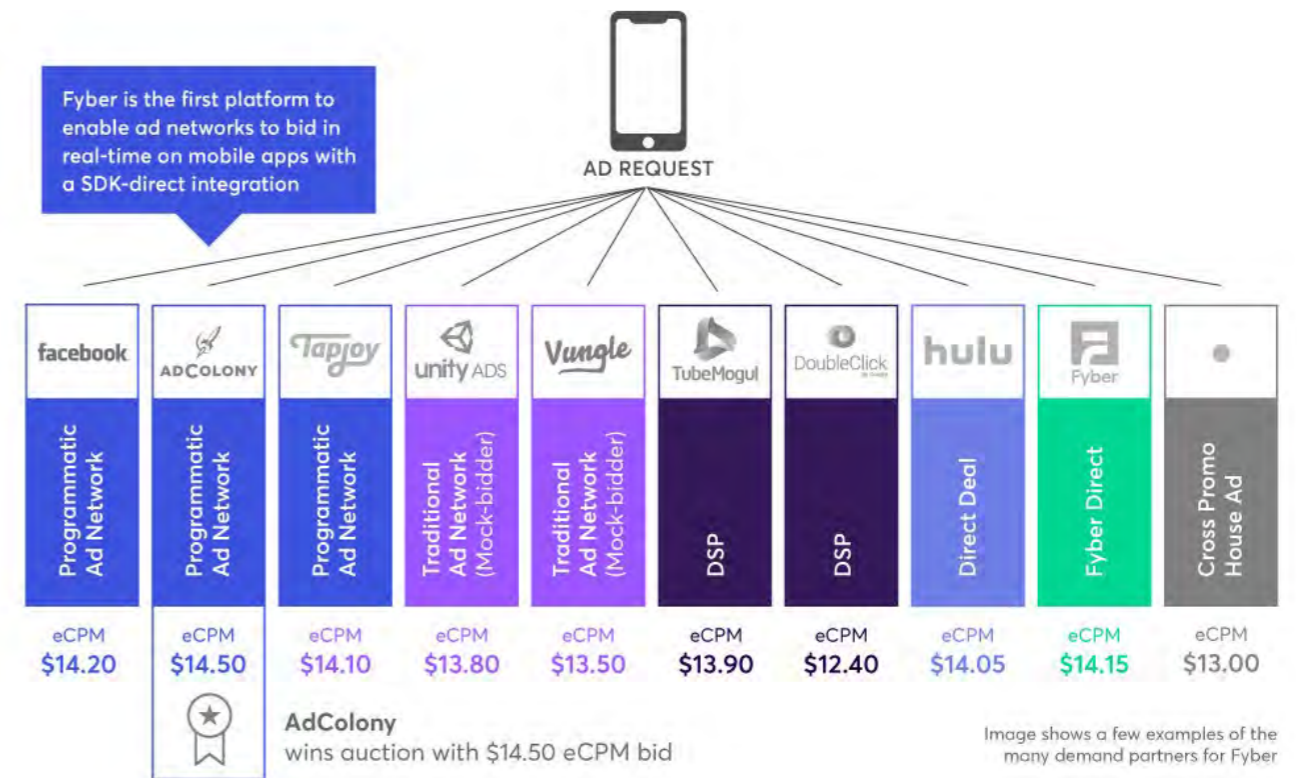 Fyber is the first platform to
enable ad networks to bid in
real-time on mobile apps with
a SDK-direct integration
AD REQUEST
facebook
ADCOLONY
Tapjoy
unity ADS
Vungle
TubeMogul
DoubleClick
hulu
Fyber
Programmatic
Ad Network
Programmatic
Ad Network
Programmatic
Ad Network
Traditional
Ad Network
(Mock-bidder)
Traditional
Ad Network
(Mock-bidder)
DSP
DSP
Direct Deal
Fyber Direct
Cross Promo
House Ad
eCPM
$14.20
eCPM
$14.50
eCPM
$14.10
eCPM
$13.80
eCPM
$13.50
eCPM
$13.90
eCPM
$12.40
eCPM
$14.05
eCPM
$14.15
eCPM
$13.00
AdColony
wins auction with $14.50 eCPM bid
Image shows a few examples of the
many demand partners for Fyber